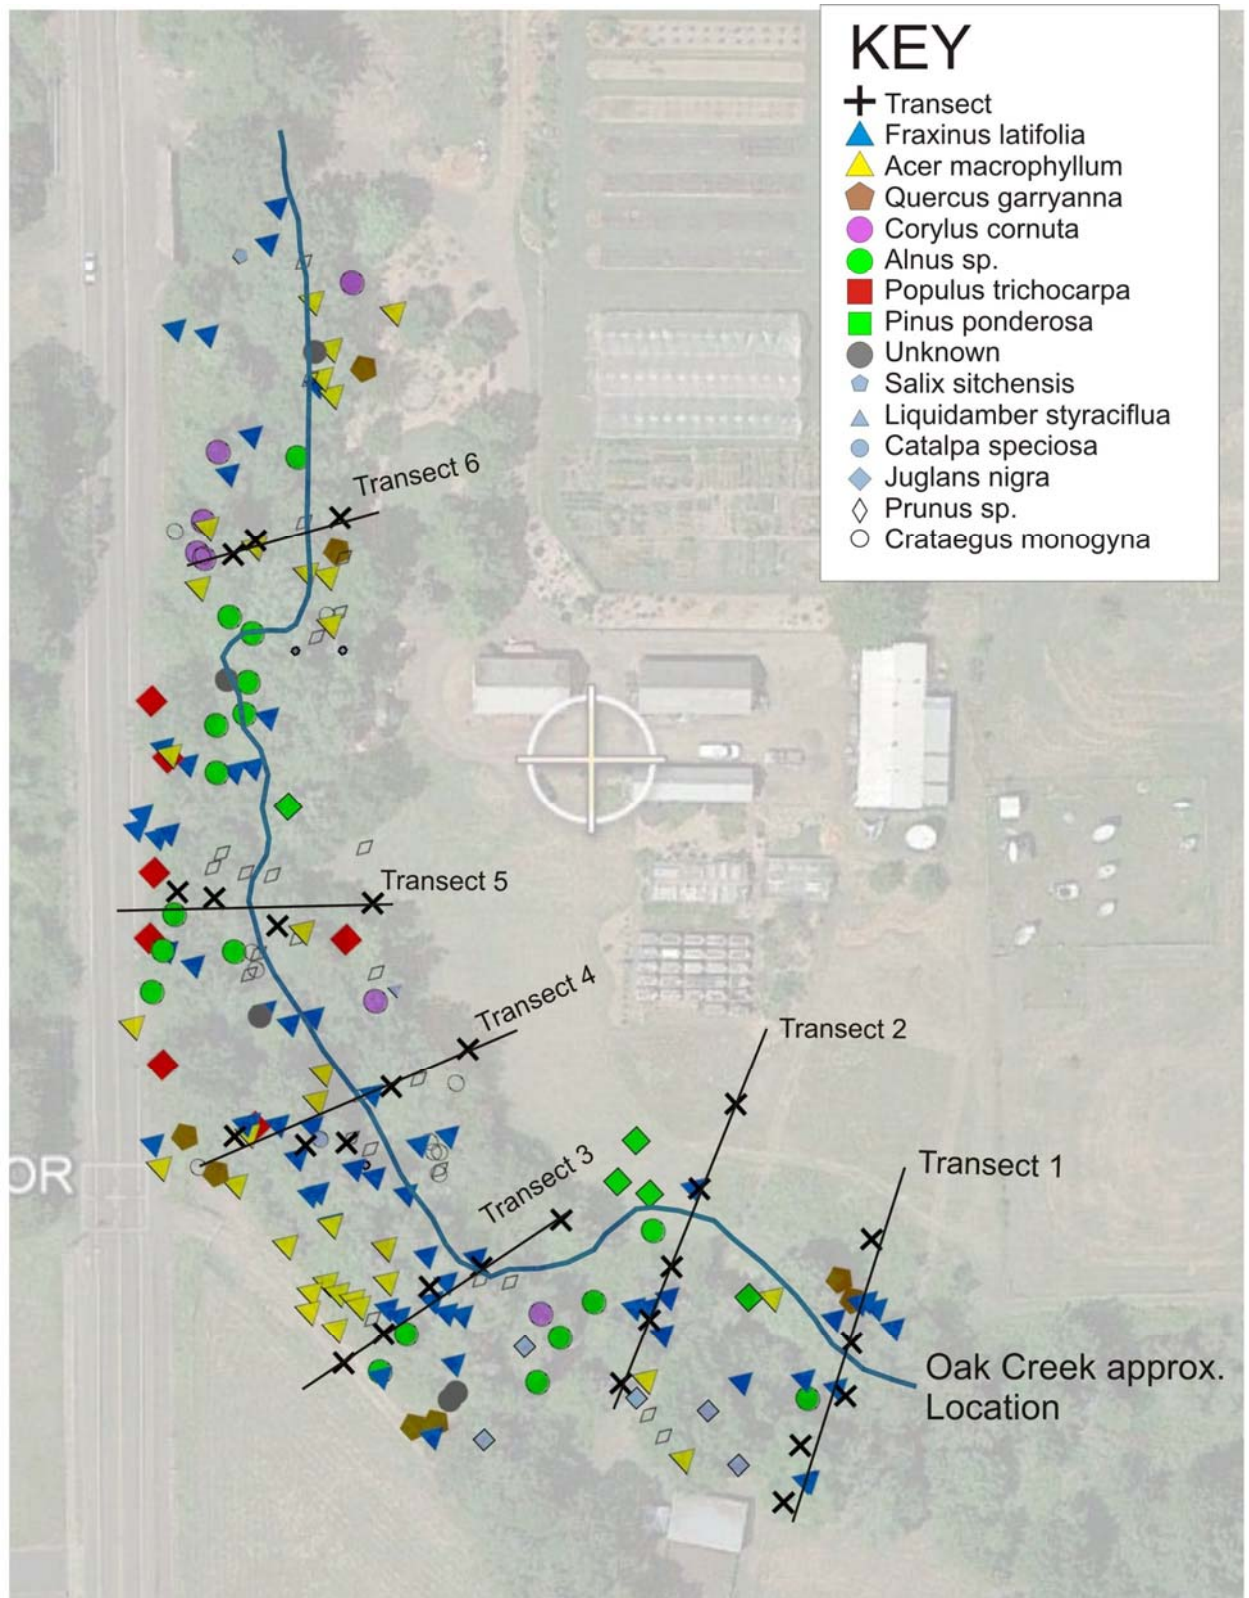 KEY
Transect
Fraxinus latifolia
Acer macrophyllum
Quercus garryanna
Corylus cornuta
Alnus sp.
Populus trichocarpa
Pinus ponderosa
Unknown
Salix sitchensis
Liquidamber styraciflua
Catalpa speciosa
Juglans nigra
Prunus sp.
Crataegus monogyna
Transect 6
Transect 5
Transect 4
Transect 2
Transect 3
Transect 1
OR
Oak Creek approx.
Location